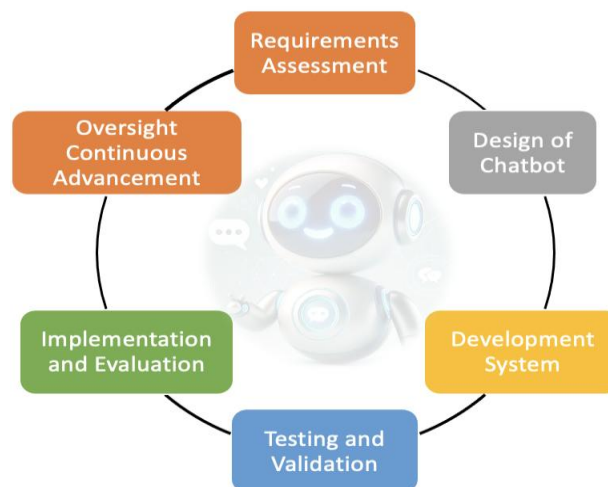 Requirements
Assessment
Design of
Chatbot
Development
System
Testing and
Validation
Implementation
and Evaluation
Oversight
Continuous
Advancement